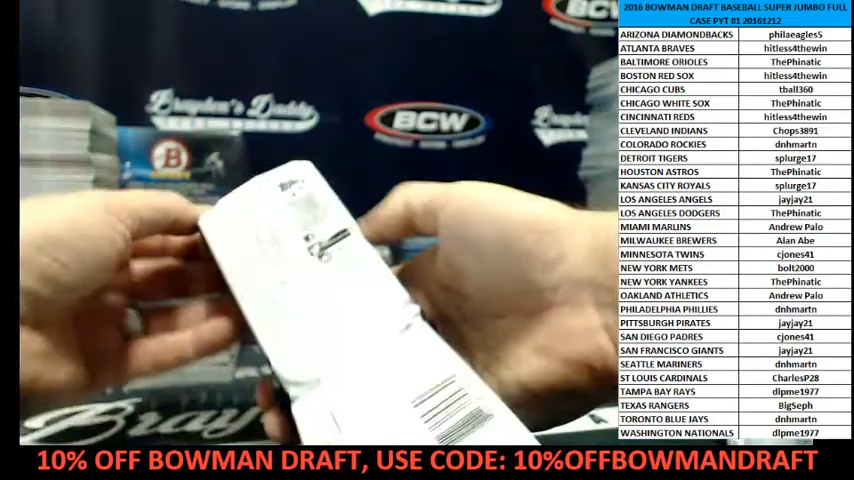 2016 BOWMAN DRAFT BASEBALL SUPER JUMBO FULL
CASE PYT #1 20161212
ARIZONA DIAMONDBACKS philaeagles5
ATLANTA BRAVES hitless4thewin
BALTIMORE ORIOLES ThePhinatic
BOSTON RED SOX hitless4thewin
CHICAGO CUBS tball360
CHICAGO WHITE SOX ThePhinatic
CINCINNATI REDS hitless4thewin
CLEVELAND INDIANS Chops3891
COLORADO ROCKIES dnhmartn
DETROIT TIGERS splurge17
HOUSTON ASTROS ThePhinatic
KANSAS CITY ROYALS splurge17
LOS ANGELES ANGELS jayjay21
LOS ANGELES DODGERS ThePhinatic
MIAMI MARLINS Andrew Palo
MILWAUKEE BREWERS Alan Abe
MINNESOTA TWINS cjones41
NEW YORK METS bolt2000
NEW YORK YANKEES ThePhinatic
OAKLAND ATHLETICS Andrew Palo
PHILADELPHIA PHILLIES dnhmartn
PITTSBURGH PIRATES jayjay21
SAN DIEGO PADRES cjones41
SAN FRANCISCO GIANTS jayjay21
SEATTLE MARINERS dnhmartn
ST LOUIS CARDINALS CharlesP28
TAMPA BAY RAYS dlpme1977
TEXAS RANGERS BigSeph
TORONTO BLUE JAYS dnhmartn
WASHINGTON NATIONALS dlpme1977
Brayden's Daddy
BCW
B
Bray
10% OFF BOWMAN DRAFT, USE CODE: 10%OFFBOWMANDRAFT